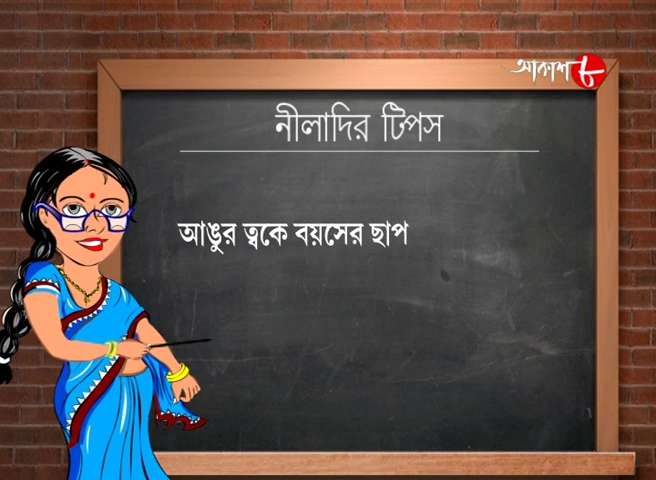 আকাশ ৮
নীলাদির টিপস
আঙুর ত্বকে বয়সের ছাপ